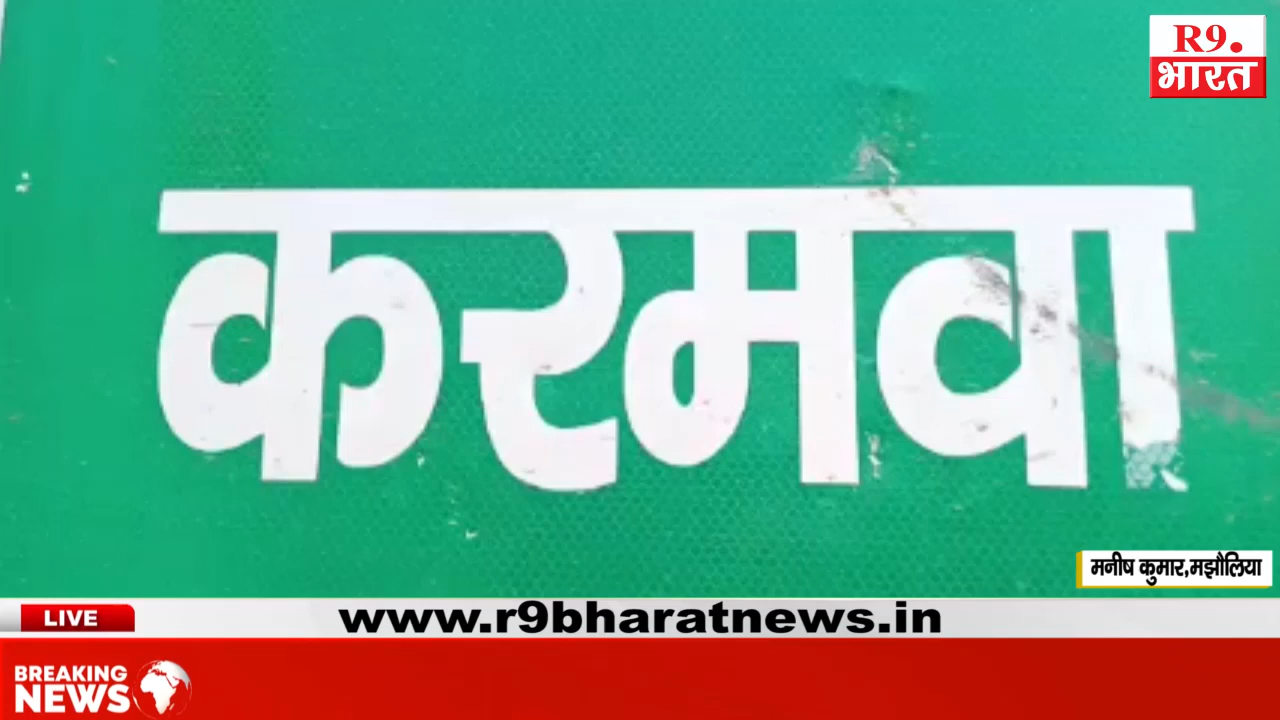 R9.
भारत
करमवा
मनीष कुमार,मझौलिया
LIVE
www.r9bharatnews.in
BREAKING
NEWS